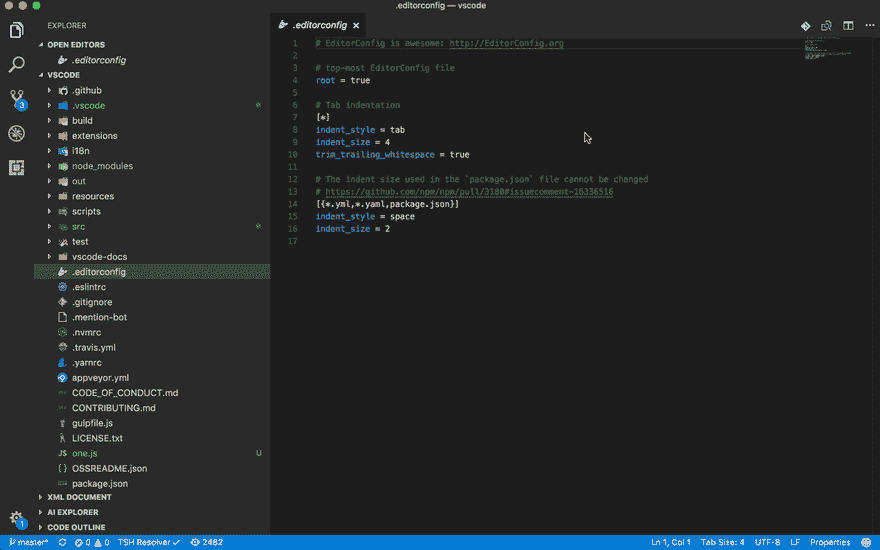 .editorconfig — vscode
EXPLORER
OPEN EDITORS
.editorconfig
VSCODE
.github
.vscode
build
extensions
i18n
node_modules
out
resources
scripts
src
test
vscode-docs
.editorconfig
.eslintrc
.gitignore
.mention-bot
.nvmrc
.travis.yml
.yarnrc
appveyor.yml
CODE_OF_CONDUCT.md
CONTRIBUTING.md
gulpfile.js
LICENSE.txt
JS one.js U
{} OSSREADME.json
package.json
XML DOCUMENT
AI EXPLORER
CODE OUTLINE
3
1
.editorconfig ×
1 # EditorConfig is awesome: http://EditorConfig.org
2
3 # top-most EditorConfig file
4 root = true
5
6 # Tab indentation
7 [*]
8 indent_style = tab
9 indent_size = 4
10 trim_trailing_whitespace = true
11
12 # The indent size used in the `package.json` file cannot be changed
13 # https://github.com/npm/npm/pull/3180#issuecomment-16336516
14 [{*.yml,*.yaml,package.json}]
15 indent_style = space
16 indent_size = 2
17
master* 0 0 TSH Resolver ✓ 2462 Ln 1, Col 1 Tab Size: 4 UTF-8 LF Properties